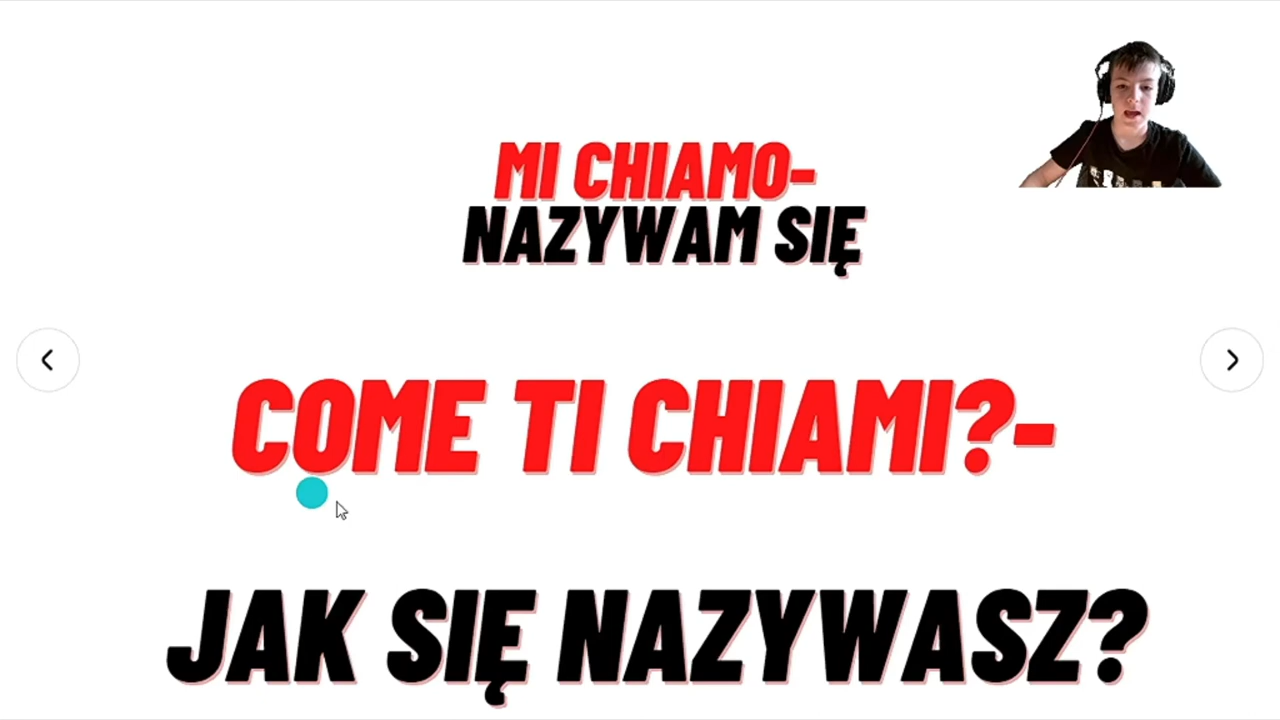 MI CHIAMO-
NAZYWAM SIĘ
COME TI CHIAMI?-
JAK SIĘ NAZYWASZ?